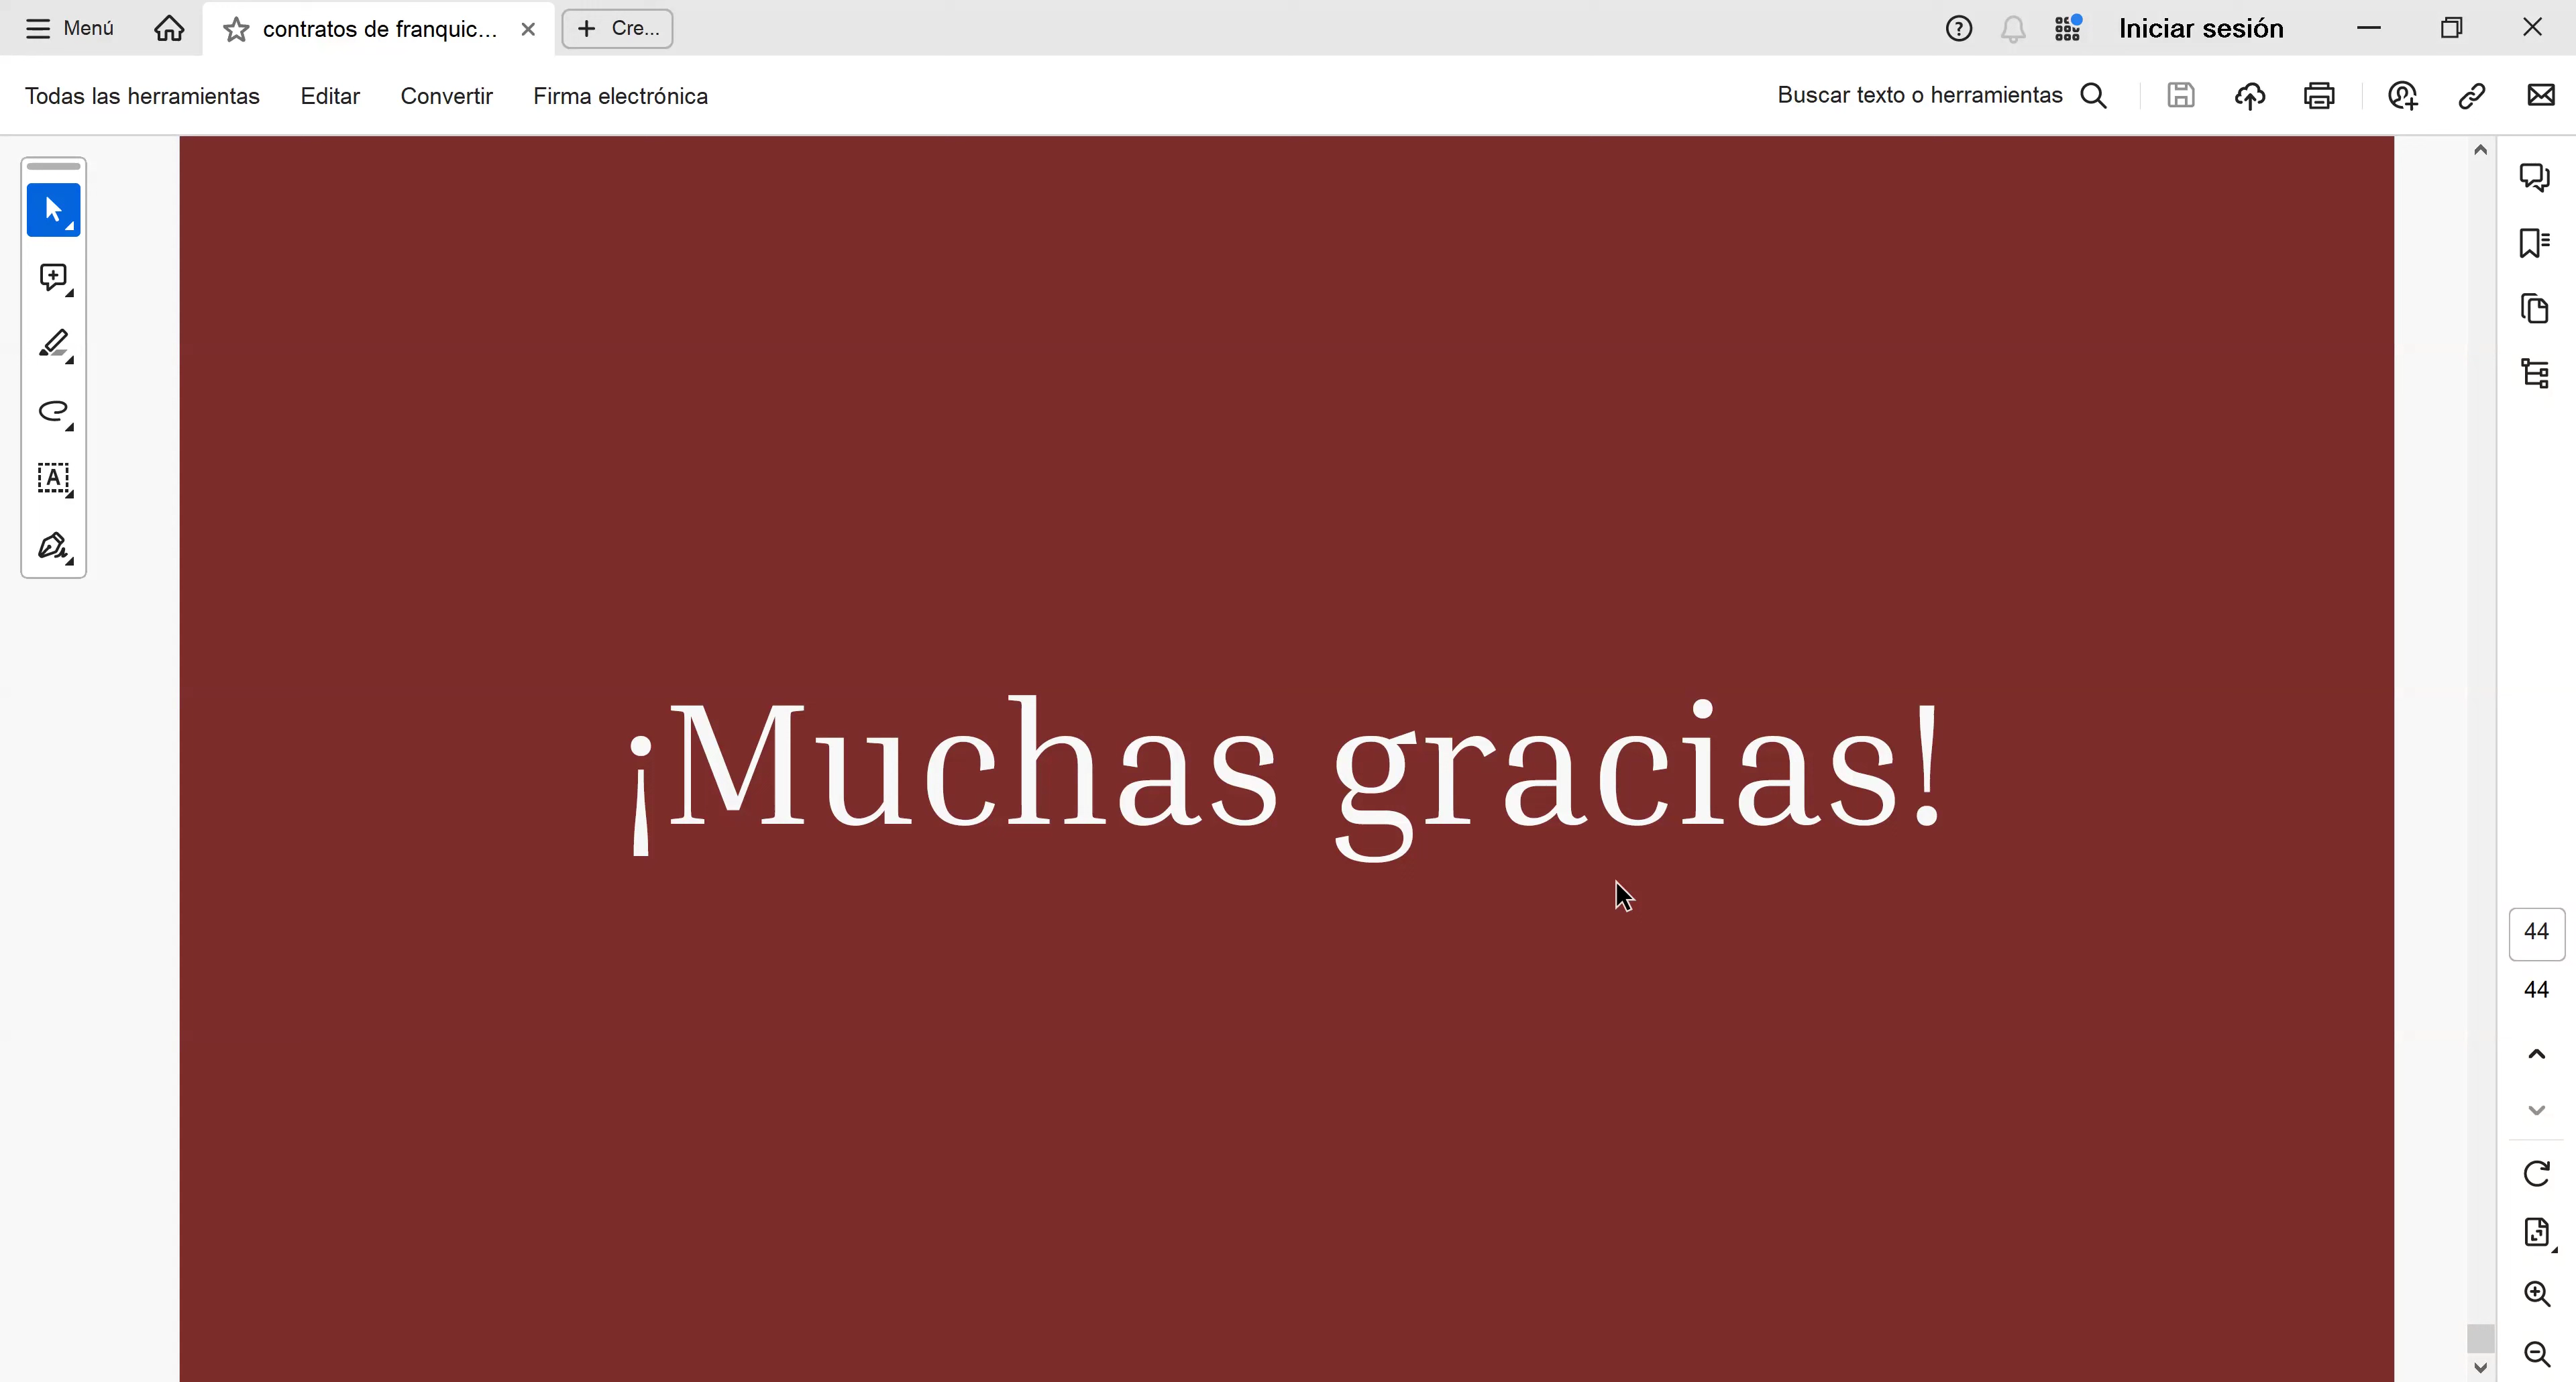 Menú
contratos de franquic...
Cre...
Iniciar sesión
Todas las herramientas
Editar
Convertir
Firma electrónica
Buscar texto o herramientas
¡Muchas gracias!
44
44